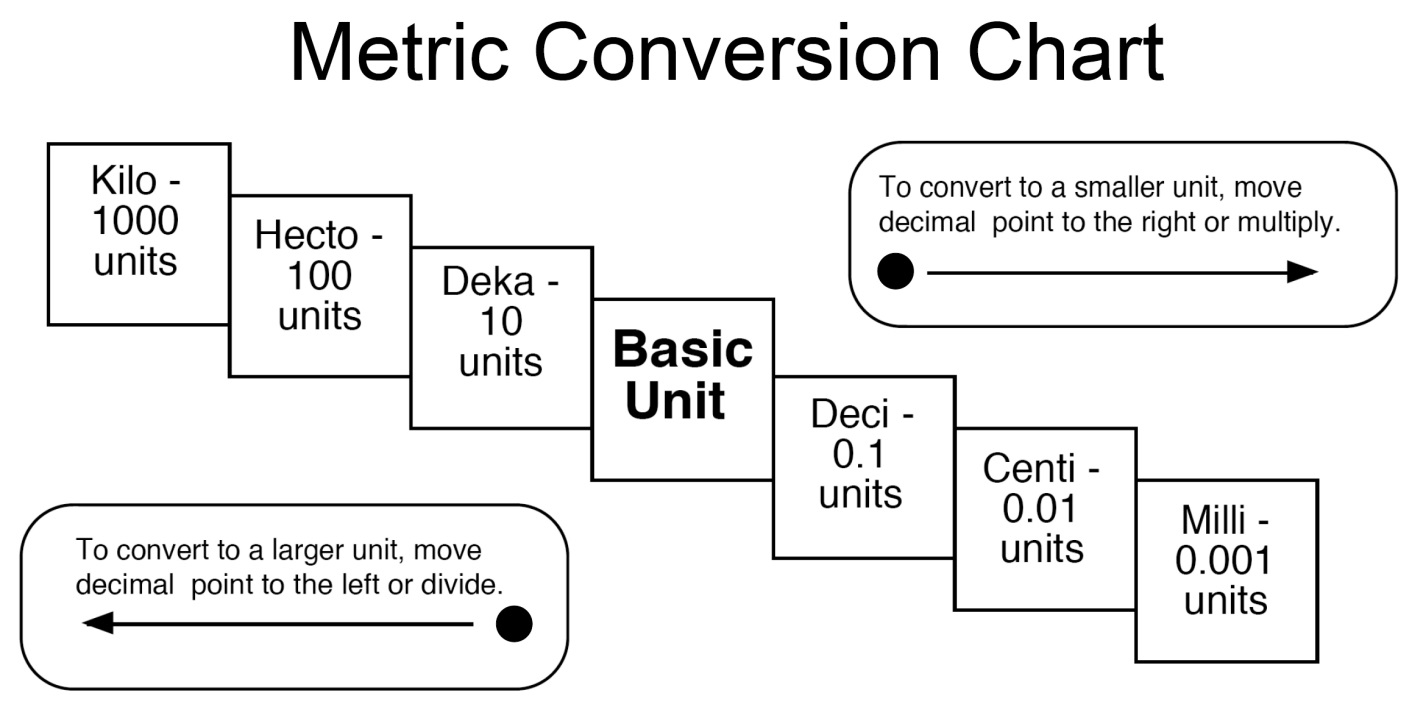 Metric Conversion Chart
Kilo -
1000
units
Hecto -
100
units
Deka -
10
units
Basic
Unit
Deci -
0.1
units
Centi -
0.01
units
Milli -
0.001
units
To convert to a smaller unit, move
decimal point to the right or multiply.
To convert to a larger unit, move
decimal point to the left or divide.